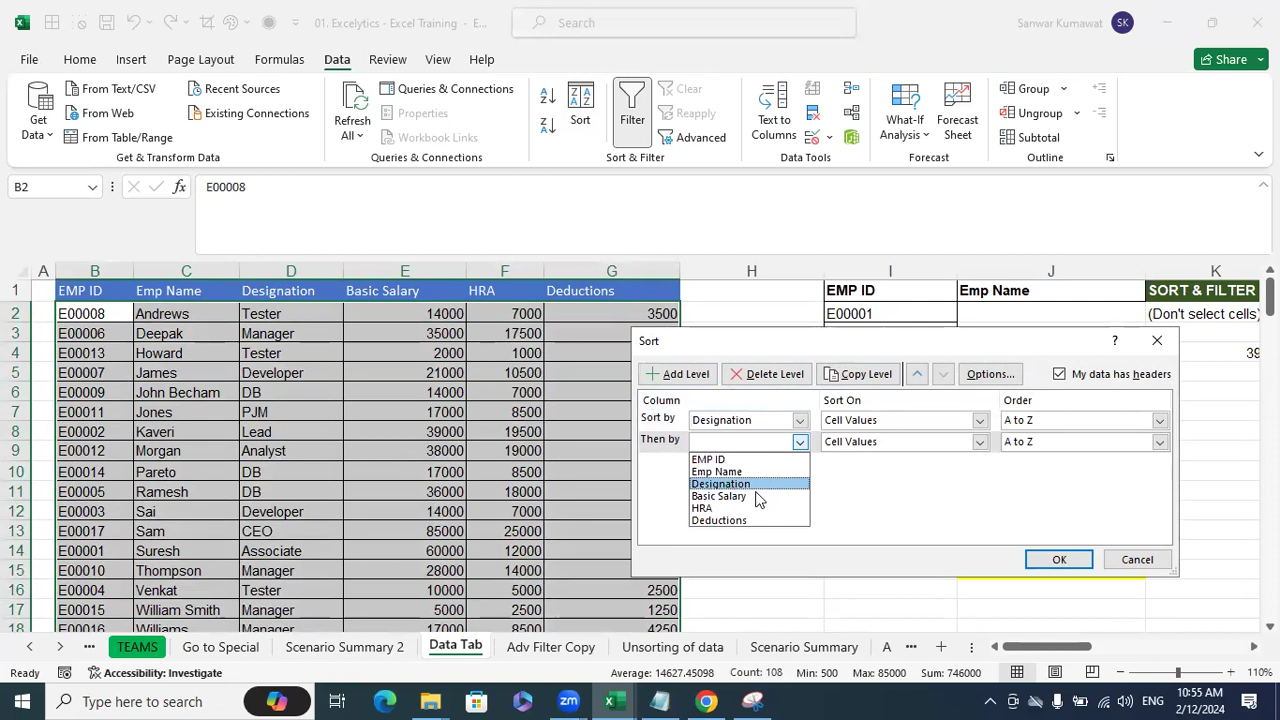 01. Excelytics - Excel Training - E...
Search
Sanwar Kumawat
SK
File
Home
Insert
Page Layout
Formulas
Data
Review
View
Help
Share
Get
Data
From Text/CSV
From Web
From Table/Range
Recent Sources
Existing Connections
Get & Transform Data
Refresh
All
Queries & Connections
Properties
Workbook Links
Queries & Connections
Sort
Filter
Clear
Reapply
Advanced
Sort & Filter
Text to
Columns
Data Tools
What-If
Analysis
Forecast
Sheet
Forecast
Group
Ungroup
Subtotal
Outline
B2
fx
E00008
A B C D E F G H I J K
1 EMP ID Emp Name Designation Basic Salary HRA Deductions EMP ID Emp Name SORT & FILTER
2 E00008 Andrews Tester 14000 7000 3500 E00001 (Don't select cells)
3 E00006 Deepak Manager 35000 17500
4 E00013 Howard Tester 2000 1000 39
5 E00007 James Developer 21000 10500
6 E00009 John Becham DB 14000 7000
7 E00011 Jones PJM 17000 8500
8 E00002 Kaveri Lead 39000 19500
9 E00012 Morgan Analyst 38000 19000
10 E00014 Pareto DB 17000 8500
11 E00005 Ramesh DB 36000 18000
12 E00003 Sai Developer 14000 7000
13 E00017 Sam CEO 85000 25000
14 E00001 Suresh Associate 60000 12000
15 E00010 Thompson Manager 28000 14000
16 E00004 Venkat Tester 10000 5000 2500
17 E00015 William Smith Manager 5000 2500 1250
18 E00016 Williams Manager 17000 8500 4250
Sort
?
Add Level
Delete Level
Copy Level
Options...
My data has headers
Column
Sort On
Order
Sort by
Designation
Cell Values
A to Z
Then by
Cell Values
A to Z
EMP ID
Emp Name
Designation
Basic Salary
HRA
Deductions
OK
Cancel
TEAMS
Go to Special
Scenario Summary 2
Data Tab
Adv Filter Copy
Unsorting of data
Scenario Summary
A
Ready
Accessibility: Investigate
Average: 14627.45098
Count: 108
Min: 500
Max: 85000
Sum: 746000
110%
Type here to search
zm
ENG
10:55 AM
2/12/2024